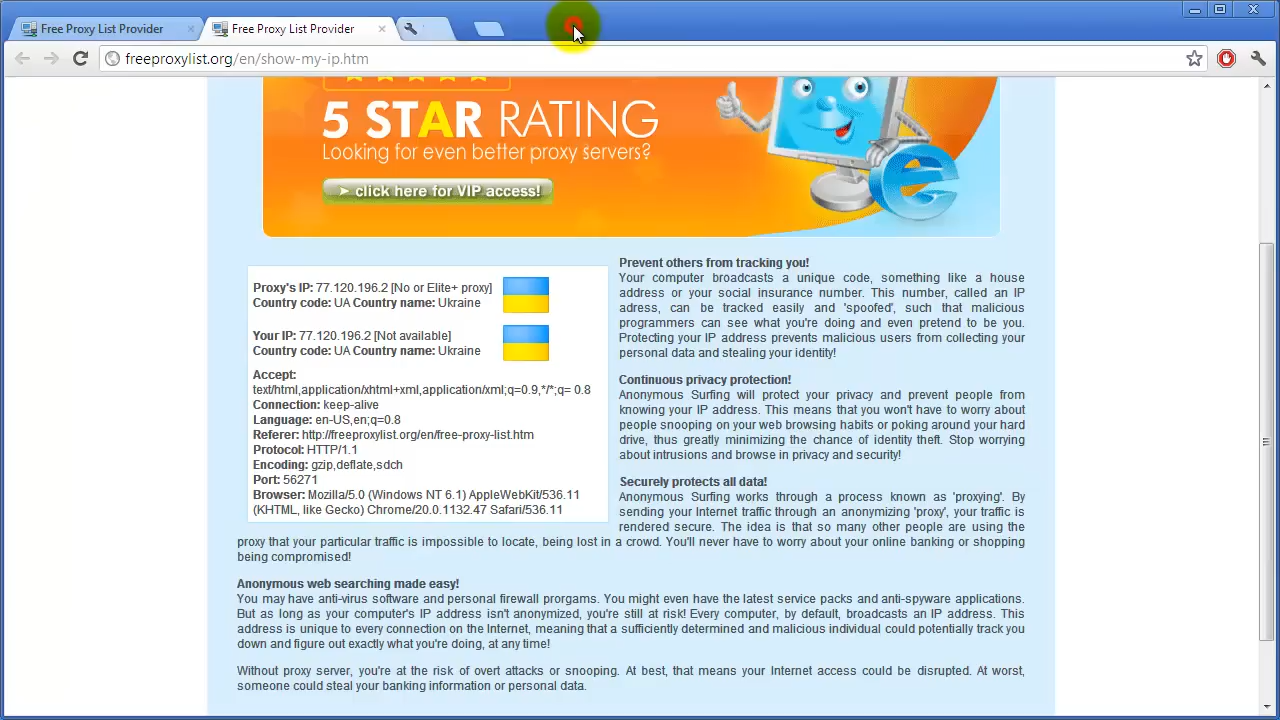 Free Proxy List Provider
Free Proxy List Provider
freeproxylist.org/en/show-my-ip.htm
5 STAR RATING
Looking for even better proxy servers?
➤ click here for VIP access!
Proxy's IP: 77.120.196.2 [No or Elite+ proxy]
Country code: UA Country name: Ukraine
Your IP: 77.120.196.2 [Not available]
Country code: UA Country name: Ukraine
Accept:
text/html,application/xhtml+xml,application/xml;q=0.9,*/*;q= 0.8
Connection: keep-alive
Language: en-US,en;q=0.8
Referer: http://freeproxylist.org/en/free-proxy-list.htm
Protocol: HTTP/1.1
Encoding: gzip,deflate,sdch
Port: 56271
Browser: Mozilla/5.0 (Windows NT 6.1) AppleWebKit/536.11
(KHTML, like Gecko) Chrome/20.0.1132.47 Safari/536.11
Prevent others from tracking you!
Your computer broadcasts a unique code, something like a house
address or your social insurance number. This number, called an IP
adress, can be tracked easily and 'spoofed', such that malicious
programmers can see what you're doing and even pretend to be you.
Protecting your IP address prevents malicious users from collecting your
personal data and stealing your identity!
Continuous privacy protection!
Anonymous Surfing will protect your privacy and prevent people from
knowing your IP address. This means that you won't have to worry about
people snooping on your web browsing habits or poking around your hard
drive, thus greatly minimizing the chance of identity theft. Stop worrying
about intrusions and browse in privacy and security!
Securely protects all data!
Anonymous Surfing works through a process known as 'proxying'. By
sending your Internet traffic through an anonymizing 'proxy', your traffic is
rendered secure. The idea is that so many other people are using the
proxy that your particular traffic is impossible to locate, being lost in a crowd. You'll never have to worry about your online banking or shopping
being compromised!
Anonymous web searching made easy!
You may have anti-virus software and personal firewall prorgams. You might even have the latest service packs and anti-spyware applications.
But as long as your computer's IP address isn't anonymized, you're still at risk! Every computer, by default, broadcasts an IP address. This
address is unique to every connection on the Internet, meaning that a sufficiently determined and malicious individual could potentially track you
down and figure out exactly what you're doing, at any time!
Without proxy server, you're at the risk of overt attacks or snooping. At best, that means your Internet access could be disrupted. At worst,
someone could steal your banking information or personal data.